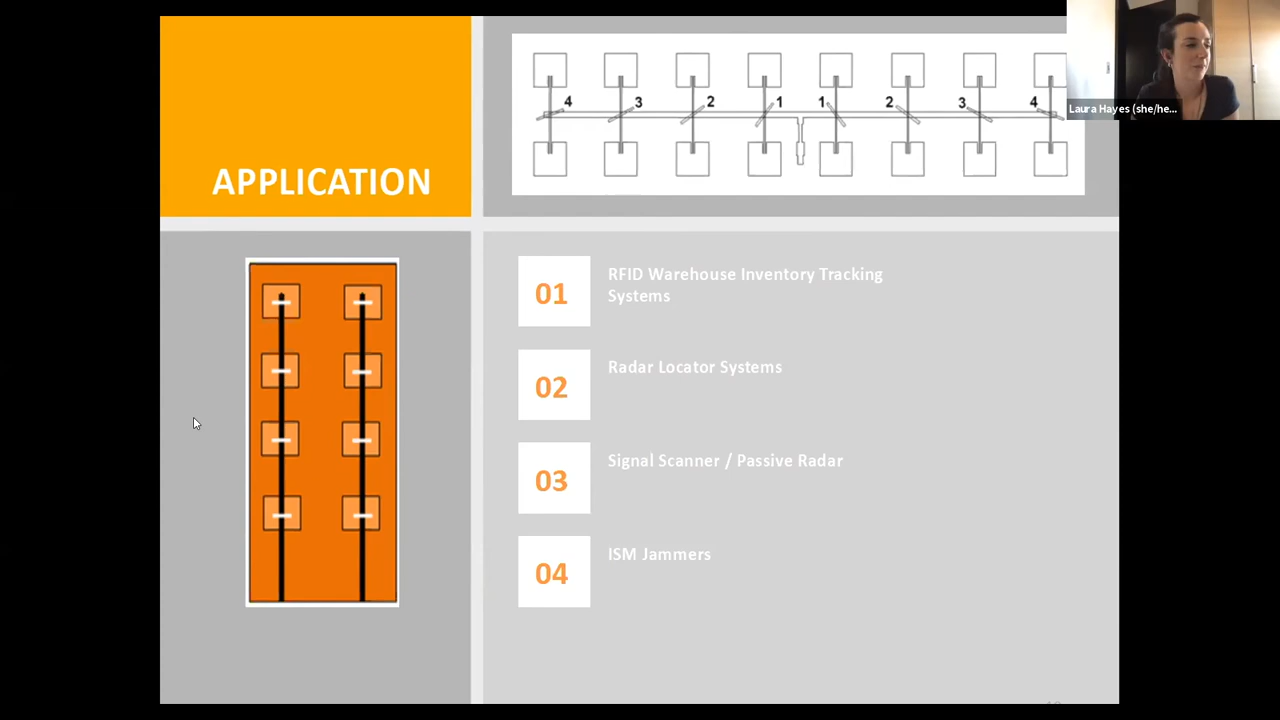 4 3 2 1 1 2 3 4
Laura Hayes (she/he...
APPLICATION
01
RFID Warehouse Inventory Tracking
Systems
02
Radar Locator Systems
03
Signal Scanner / Passive Radar
04
ISM Jammers